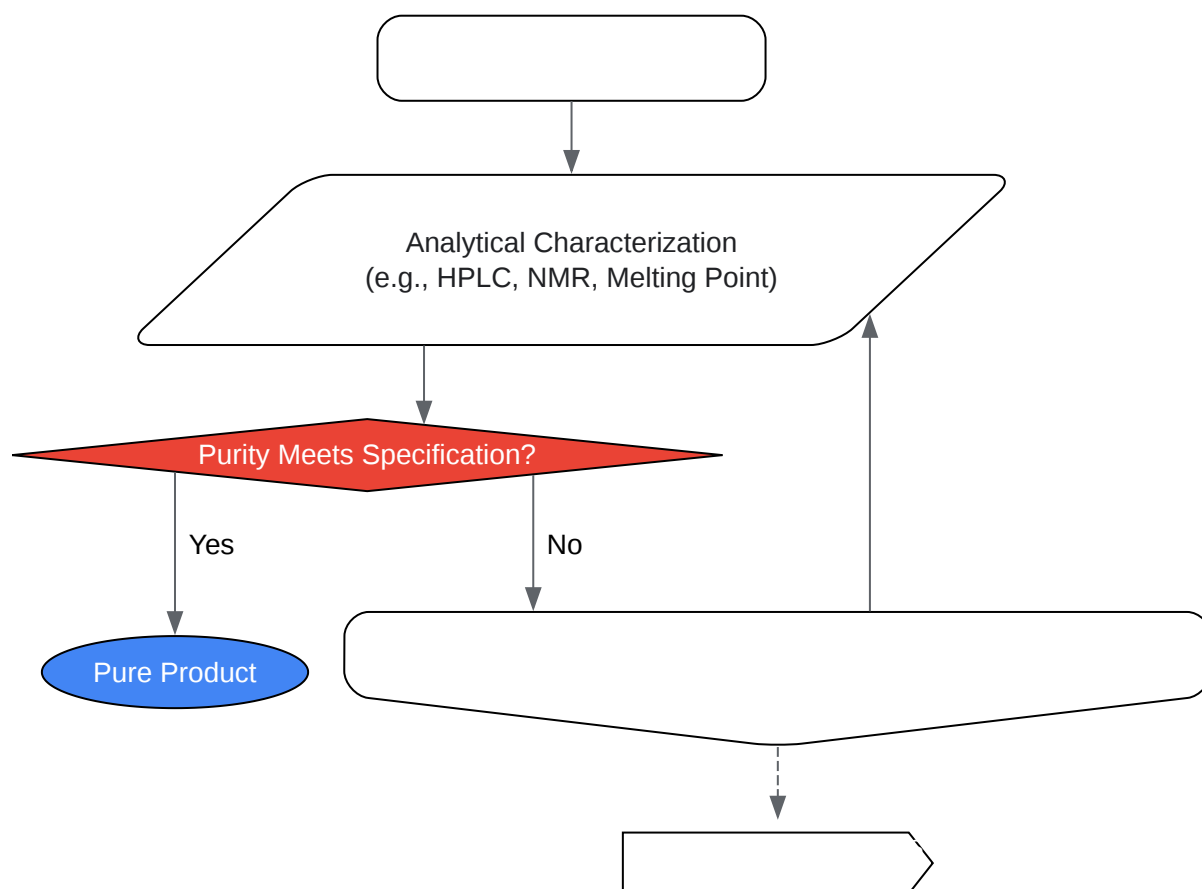 Analytical Characterization
(e.g., HPLC, NMR, Melting Point)
Purity Meets Specification?
Yes
No
Pure Product